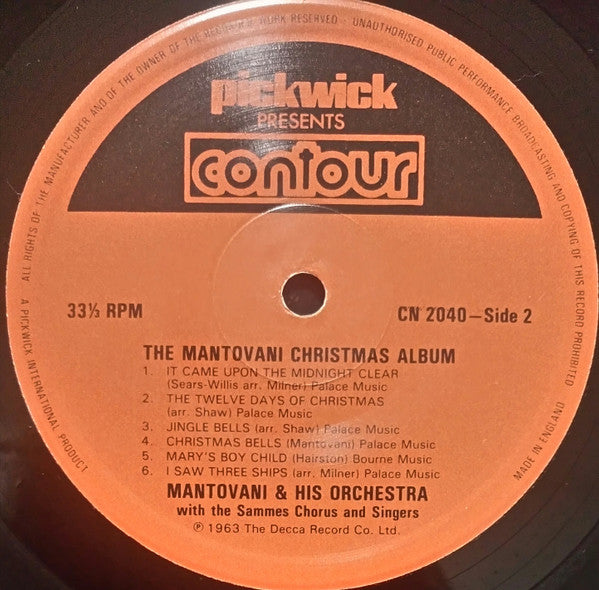 ALL RIGHTS OF THE MANUFACTURER AND OF THE OWNER OF THE RECORDED WORK RESERVED - UNAUTHORISED PUBLIC PERFORMANCE BROADCASTING AND COPYING OF THIS RECORD PROHIBITED
pickwick
PRESENTS
contour
33⅓ RPM
CN 2040—Side 2
THE MANTOVANI CHRISTMAS ALBUM
1. IT CAME UPON THE MIDNIGHT CLEAR
(Sears-Willis arr. Milner) Palace Music
2. THE TWELVE DAYS OF CHRISTMAS
(arr. Shaw) Palace Music
3. JINGLE BELLS (arr. Shaw) Palace Music
4. CHRISTMAS BELLS (Mantovani) Palace Music
5. MARY'S BOY CHILD (Hairston) Bourne Music
6. I SAW THREE SHIPS (arr. Milner) Palace Music
MANTOVANI & HIS ORCHESTRA
with the Sammes Chorus and Singers
℗ 1963 The Decca Record Co. Ltd.
A PICKWICK INTERNATIONAL PRODUCT
MADE IN ENGLAND